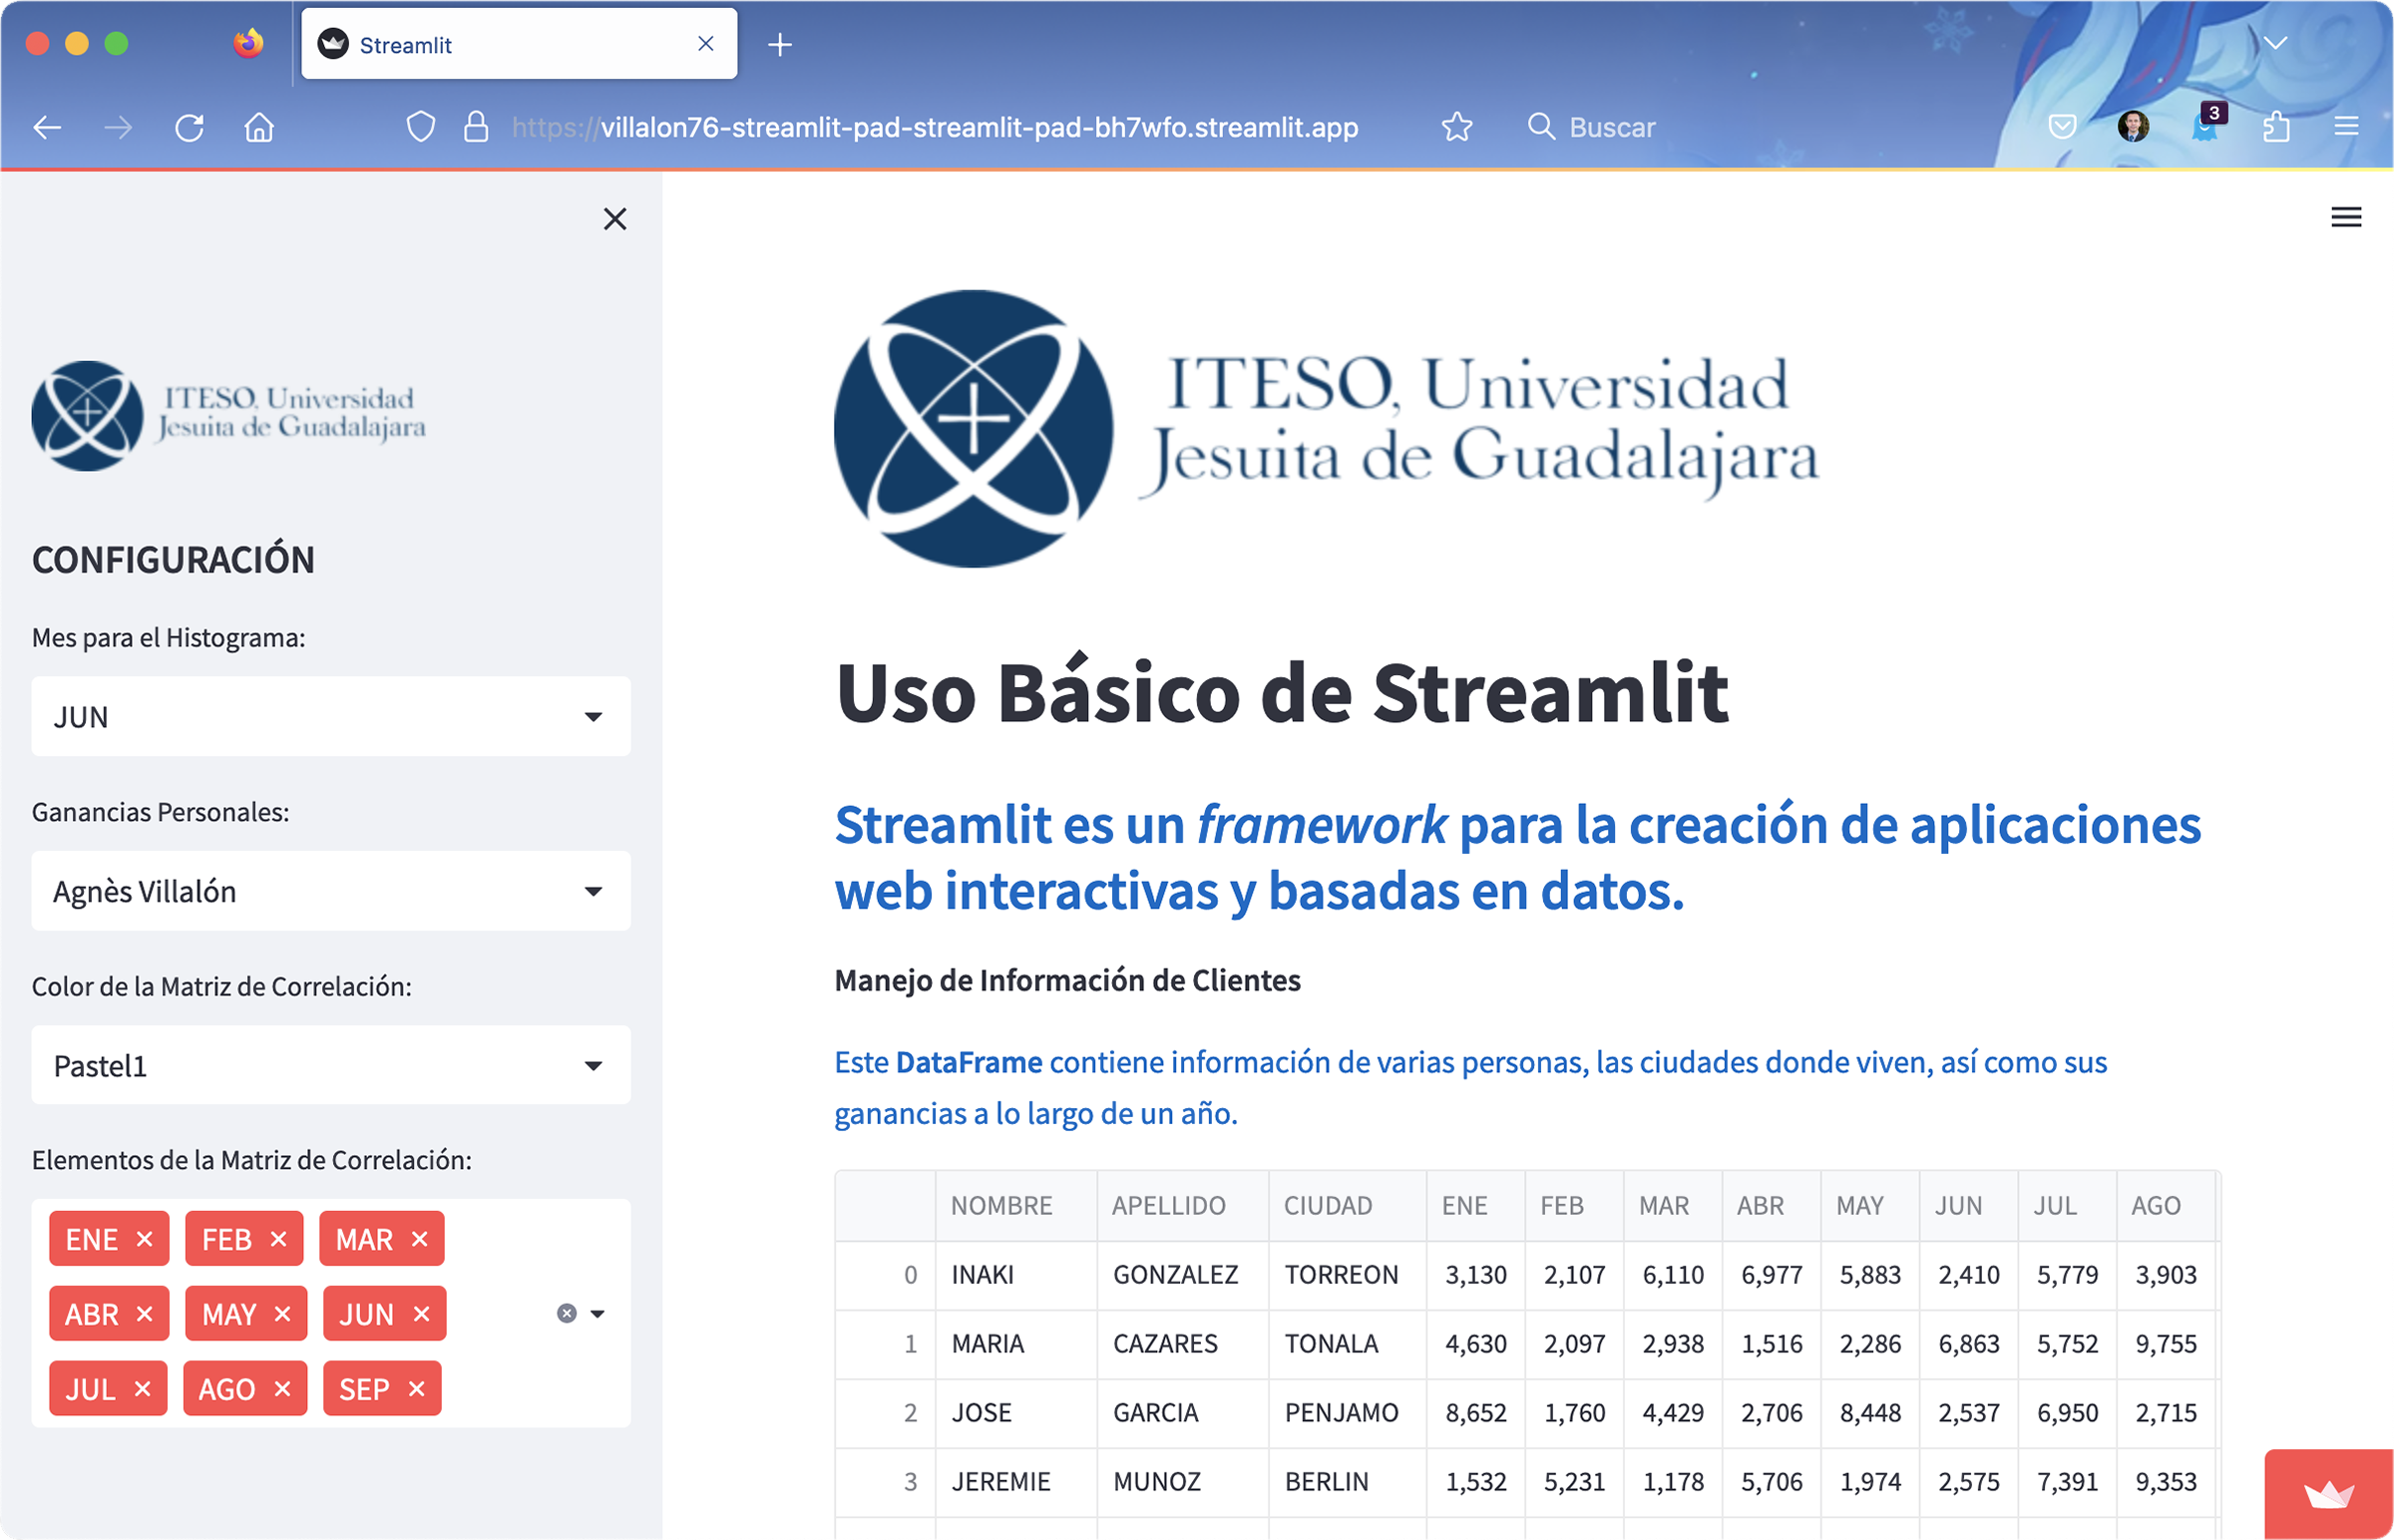 Streamlit
https://villalon76-streamlit-pad-streamlit-pad-bh7wfo.streamlit.app
Buscar
3
ITESO, Universidad
Jesuita de Guadalajara
CONFIGURACIÓN
Mes para el Histograma:
JUN
Ganancias Personales:
Agnès Villalón
Color de la Matriz de Correlación:
Pastel1
Elementos de la Matriz de Correlación:
ENE FEB MAR
ABR MAY JUN
JUL AGO SEP
ITESO, Universidad
Jesuita de Guadalajara
Uso Básico de Streamlit
Streamlit es un framework para la creación de aplicaciones
web interactivas y basadas en datos.
Manejo de Información de Clientes
Este DataFrame contiene información de varias personas, las ciudades donde viven, así como sus
ganancias a lo largo de un año.
NOMBRE APELLIDO CIUDAD ENE FEB MAR ABR MAY JUN JUL AGO
0 INAKI GONZALEZ TORREON 3,130 2,107 6,110 6,977 5,883 2,410 5,779 3,903
1 MARIA CAZARES TONALA 4,630 2,097 2,938 1,516 2,286 6,863 5,752 9,755
2 JOSE GARCIA PENJAMO 8,652 1,760 4,429 2,706 8,448 2,537 6,950 2,715
3 JEREMIE MUNOZ BERLIN 1,532 5,231 1,178 5,706 1,974 2,575 7,391 9,353